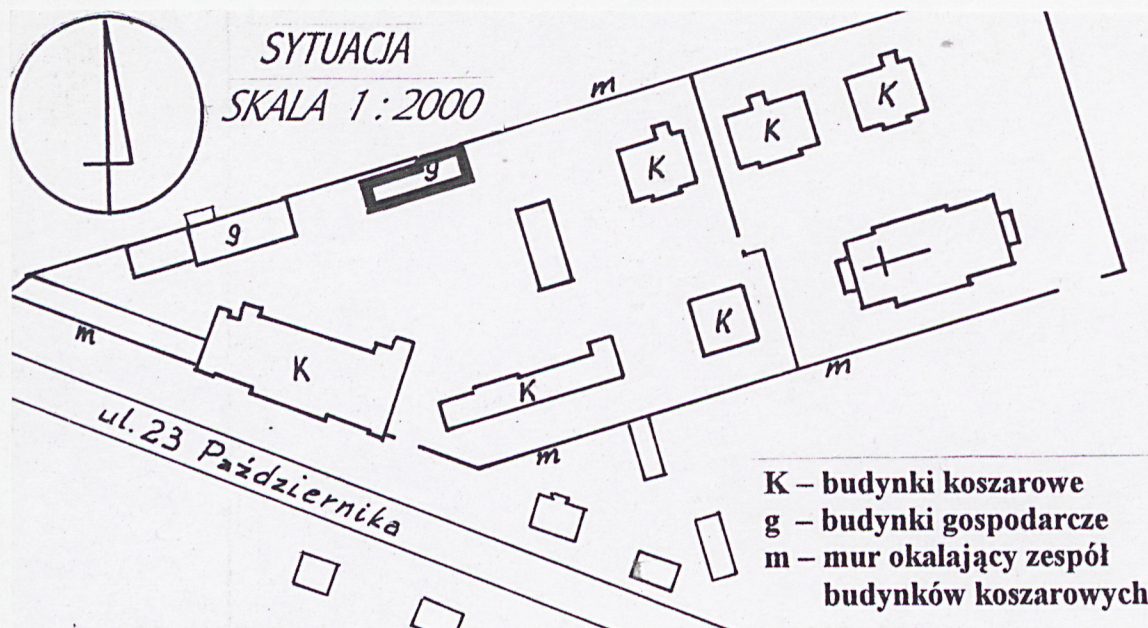 SYTUACJA
SKALA 1:2000
m
g
K
K
K
g
K
K
m
K
m
K
m
ul. 23 Października
K – budynki koszarowe
g – budynki gospodarcze
m – mur okalający zespół
budynków koszarowych